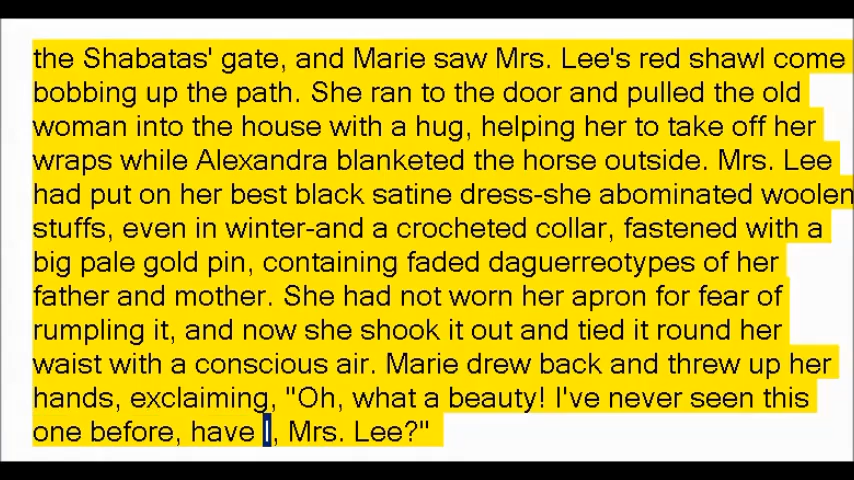 the Shabatas' gate, and Marie saw Mrs. Lee's red shawl come
bobbing up the path. She ran to the door and pulled the old
woman into the house with a hug, helping her to take off her
wraps while Alexandra blanketed the horse outside. Mrs. Lee
had put on her best black satine dress-she abominated woolen
stuffs, even in winter-and a crocheted collar, fastened with a
big pale gold pin, containing faded daguerreotypes of her
father and mother. She had not worn her apron for fear of
rumpling it, and now she shook it out and tied it round her
waist with a conscious air. Marie drew back and threw up her
hands, exclaiming, "Oh, what a beauty! I've never seen this
one before, have I, Mrs. Lee?"